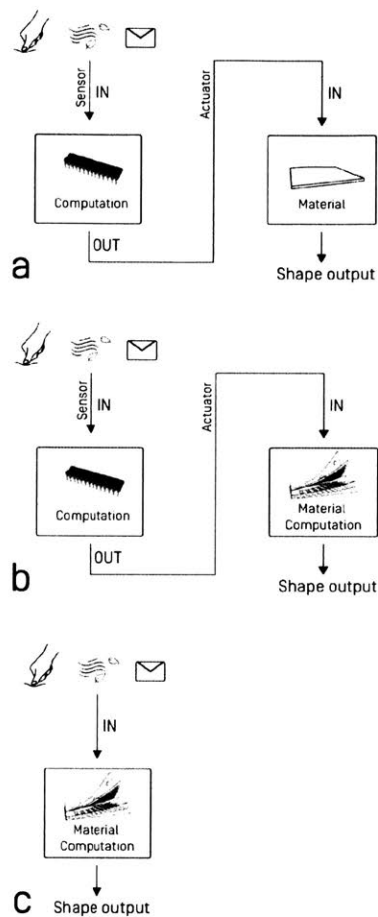 Sensor
IN
Actuator
IN
Computation
Material
OUT
a
Shape output
Sensor
IN
Actuator
IN
Computation
Material
Computation
OUT
b
Shape output
IN
Material
Computation
c
Shape output